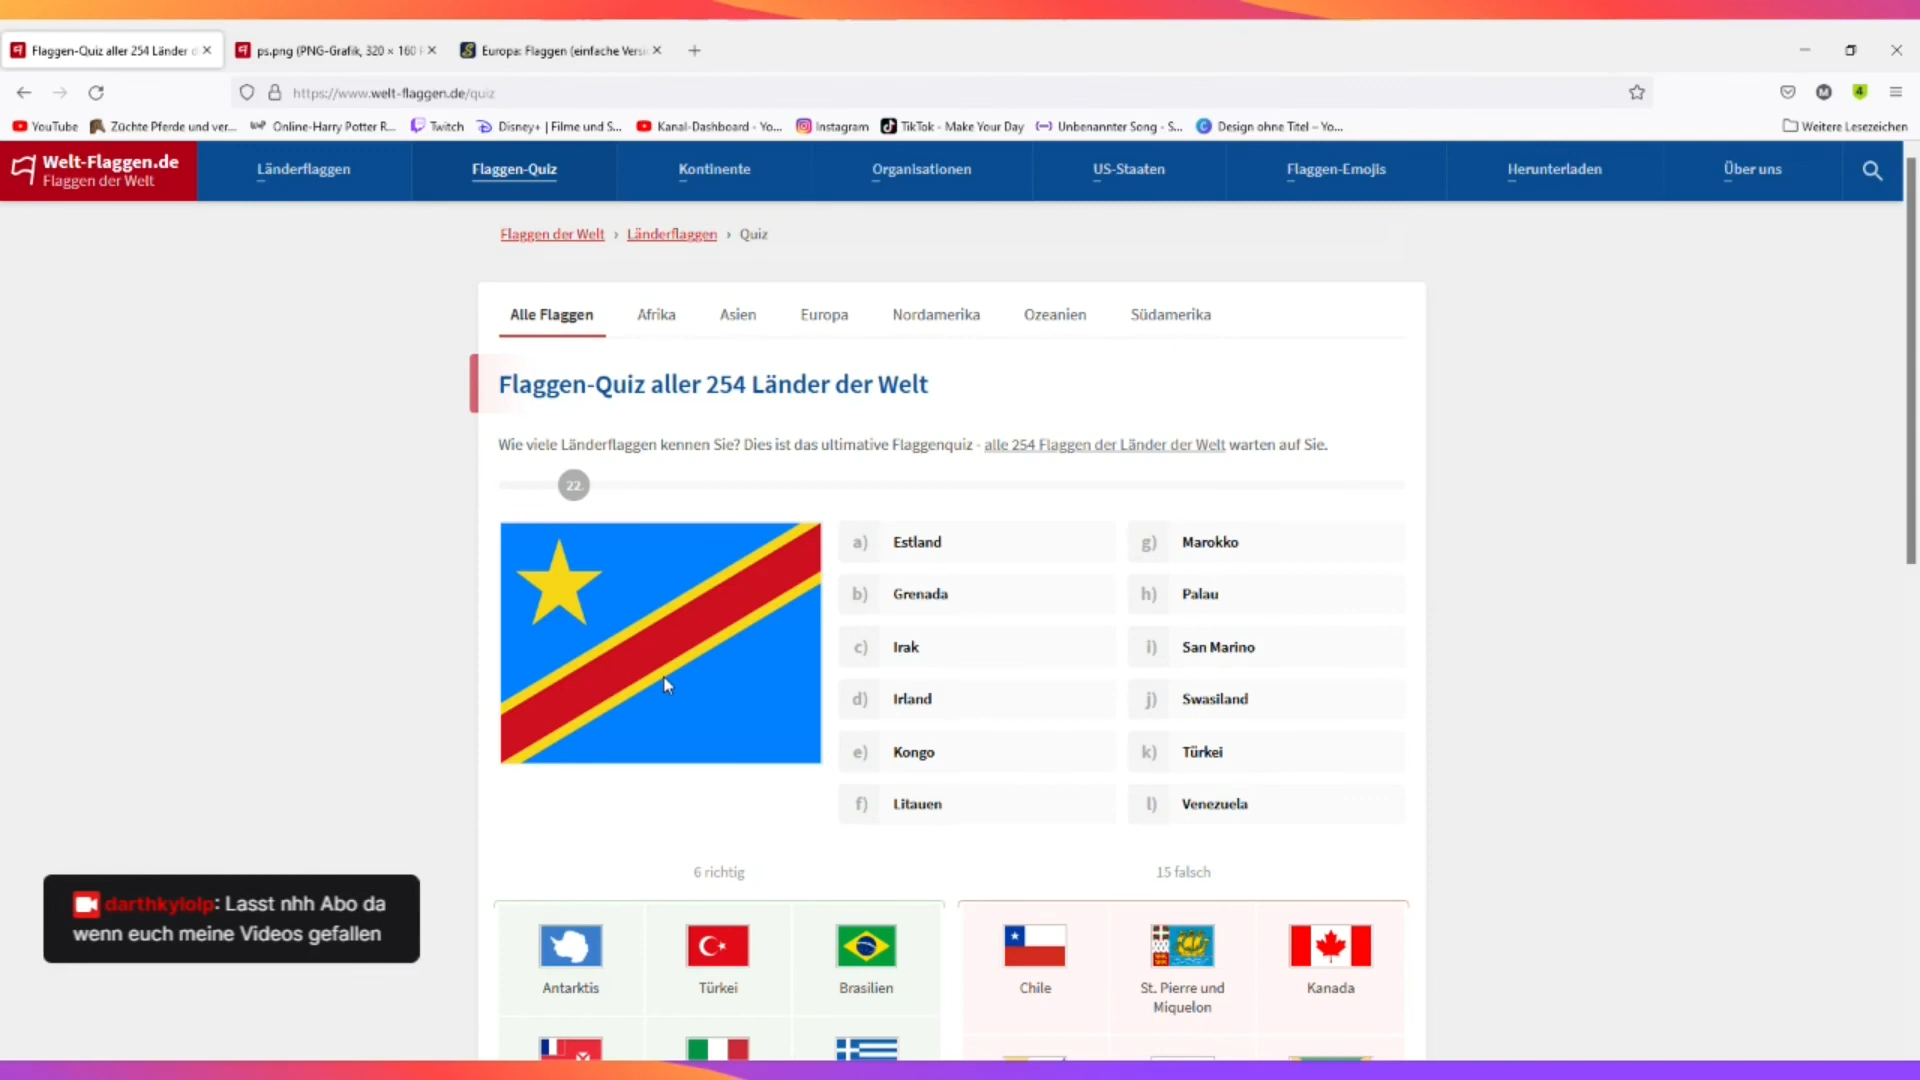 Flaggen-Quiz aller 254 Länder
ps.png (PNG-Grafik, 320 × 160
Europa: Flaggen (einfache Versi
https://www.welt-flaggen.de/quiz
4
YouTube
Züchte Pferde und ver...
Online-Harry Potter R...
Twitch
Disney+ | Filme und S...
Kanal-Dashboard - Yo...
Instagram
TikTok - Make Your Day
Unbenannter Song - S...
Design ohne Titel – Yo...
Weitere Lesezeichen
Welt-Flaggen.de
Flaggen der Welt
Länderflaggen
Flaggen-Quiz
Kontinente
Organisationen
US-Staaten
Flaggen-Emojis
Herunterladen
Über uns
Flaggen der Welt › Länderflaggen › Quiz
Alle Flaggen
Afrika
Asien
Europa
Nordamerika
Ozeanien
Südamerika
Flaggen-Quiz aller 254 Länder der Welt
Wie viele Länderflaggen kennen Sie? Dies ist das ultimative Flaggenquiz - alle 254 Flaggen der Länder der Welt warten auf Sie.
22
a) Estland
b) Grenada
c) Irak
d) Irland
e) Kongo
f) Litauen
g) Marokko
h) Palau
i) San Marino
j) Swasiland
k) Türkei
l) Venezuela
6 richtig
15 falsch
Antarktis
Türkei
Brasilien
Chile
St. Pierre und
Miquelon
Kanada
darthkylolp: Lasst nhh Abo da
wenn euch meine Videos gefallen